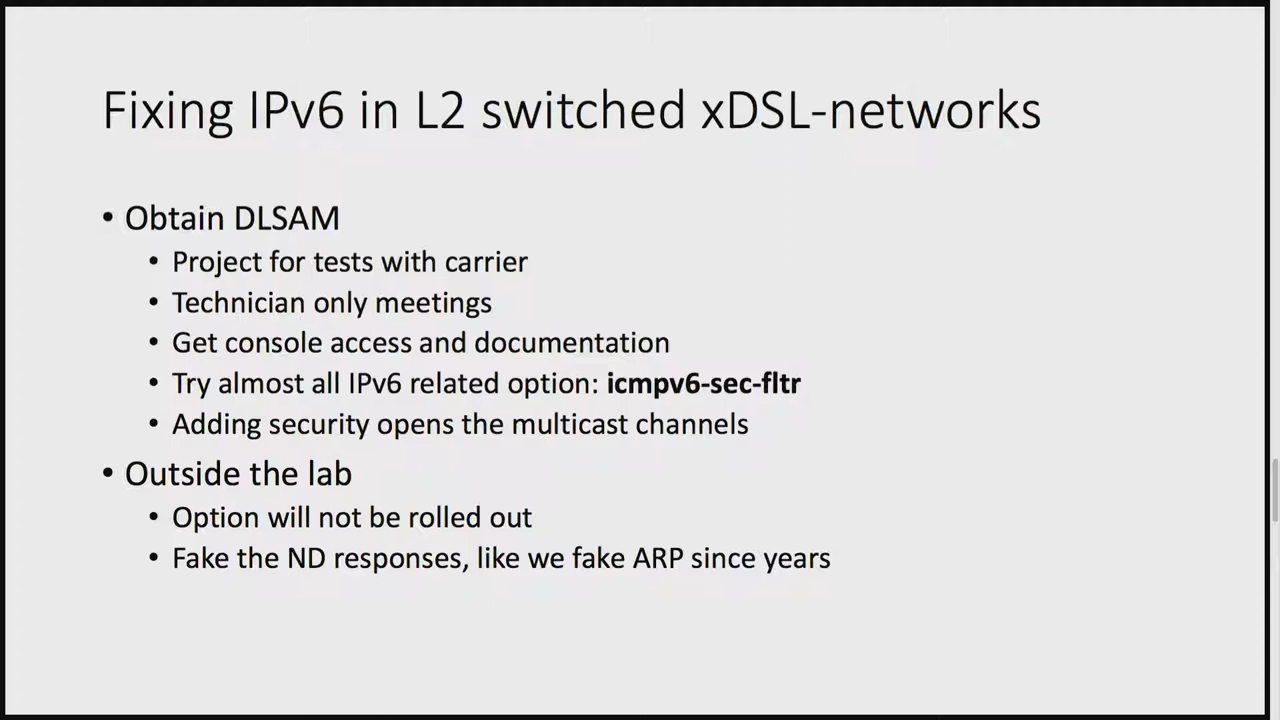 Fixing IPv6 in L2 switched xDSL-networks
• Obtain DLSAM
• Project for tests with carrier
• Technician only meetings
• Get console access and documentation
• Try almost all IPv6 related option: icmpv6-sec-fltr
• Adding security opens the multicast channels
• Outside the lab
• Option will not be rolled out
• Fake the ND responses, like we fake ARP since years